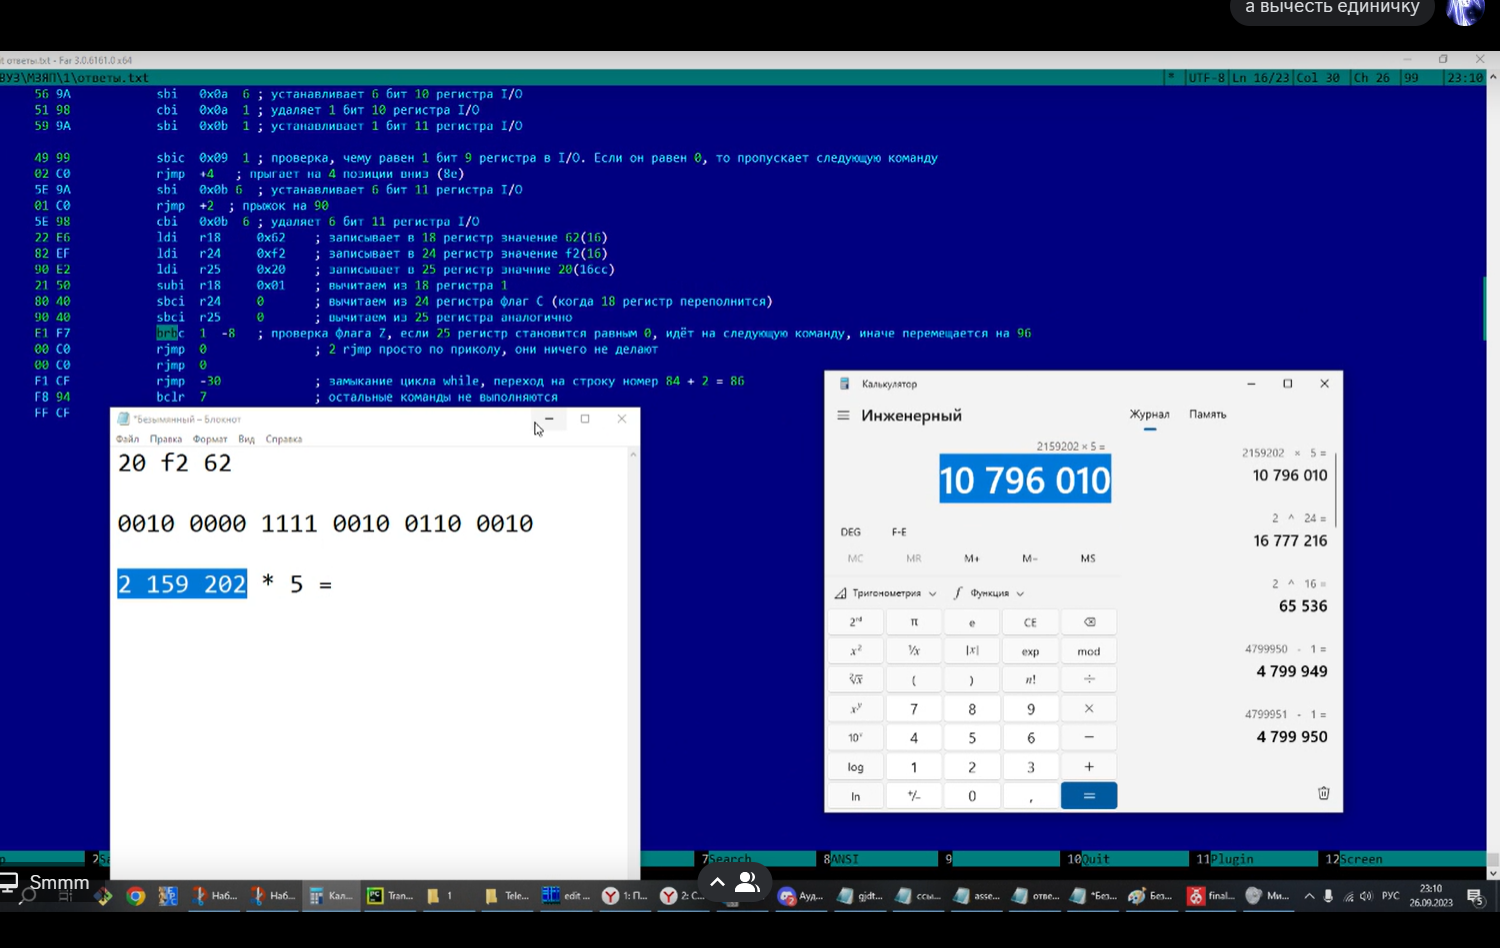 а вычесть единичку
t ответы.txt - Far 3.0.6161.0 x64
ВУЗ\МЗЯП\1\ответы.txt * UTF-8 Ln 16/23 Col 30 Ch 26 99 23:10
56 9A sbi 0x0a 6 ; устанавливает 6 бит 10 регистра I/O
51 98 cbi 0x0a 1 ; удаляет 1 бит 10 регистра I/O
59 9A sbi 0x0b 1 ; устанавливает 1 бит 11 регистра I/O
49 99 sbic 0x09 1 ; проверка, чему равен 1 бит 9 регистра в I/O. Если он равен 0, то пропускает следующую команду
02 C0 rjmp +4 ; прыгает на 4 позиции вниз (8e)
5E 9A sbi 0x0b 6 ; устанавливает 6 бит 11 регистра I/O
01 C0 rjmp +2 ; прыжок на 90
5E 98 cbi 0x0b 6 ; удаляет 6 бит 11 регистра I/O
22 E6 ldi r18 0x62 ; записывает в 18 регистр значение 62(16)
82 EF ldi r24 0xf2 ; записывает в 24 регистр значение f2(16)
90 E2 ldi r25 0x20 ; записывает в 25 регистр значние 20(16сс)
21 50 subi r18 0x01 ; вычитаем из 18 регистра 1
80 40 sbci r24 0 ; вычитаем из 24 регистра флаг С (когда 18 регистр переполнится)
90 40 sbci r25 0 ; вычитаем из 25 регистра аналогично
E1 F7 brbc 1 -8 ; проверка флага Z, если 25 регистр становится равным 0, идёт на следующую команду, иначе перемещается на 96
00 C0 rjmp 0 ; 2 rjmp просто по приколу, они ничего не делают
00 C0 rjmp 0
F1 CF rjmp -30 ; замыкание цикла while, переход на строку номер 84 + 2 = 86
F8 94 bclr 7 ; остальные команды не выполняются
FF CF
*Безымянный – Блокнот
Файл Правка Формат Вид Справка
20 f2 62
0010 0000 1111 0010 0110 0010
2 159 202 * 5 =
Калькулятор
Инженерный
Журнал Память
2159202 × 5 =
10 796 010
DEG F-E
MC MR M+ M- MS
Тригонометрия Функция
2ⁿᵈ π e CE
x² ¹/x |x| exp mod
²√x ( ) n! ÷
xʸ 7 8 9 ×
10ˣ 4 5 6 −
log 1 2 3 +
ln +/− 0 , =
2159202 × 5 =
10 796 010
2 ^ 24 =
16 777 216
2 ^ 16 =
65 536
4799950 - 1 =
4 799 949
4799951 - 1 =
4 799 950
7Search 8ANSI 9 10Quit 11Plugin 12Screen
Smmm
Наб... Наб... Кал... Tran... 1 Tele... edit ... 1: П... 2: С... Ауд... gjdt... ссы... asse... отве... *Без... Без... final... Ми... РУС
23:10
26.09.2023
5